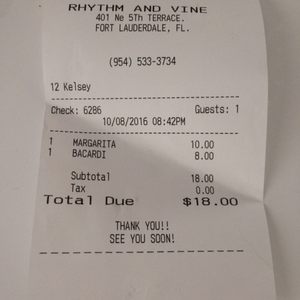 RHYTHM AND VINE
401 Ne 5Th TERRACE.
FORT LAUDERDALE, FL.
(954) 533-3734
12 Kelsey
Check: 6286 Guests: 1
10/08/2016 08:42PM
1 MARGARITA 10.00
1 BACARDI 8.00
Subtotal 18.00
Tax 0.00
Total Due $18.00
THANK YOU!!
SEE YOU SOON!